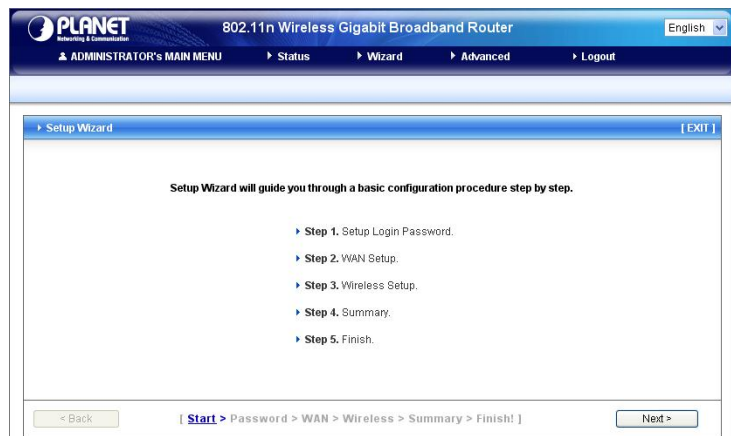 PLANET
Networking & Communication
802.11n Wireless Gigabit Broadband Router
English
ADMINISTRATOR's MAIN MENU
Status
Wizard
Advanced
Logout
Setup Wizard
[ EXIT ]
Setup Wizard will guide you through a basic configuration procedure step by step.
Step 1. Setup Login Password.
Step 2. WAN Setup.
Step 3. Wireless Setup.
Step 4. Summary.
Step 5. Finish.
< Back
[ Start > Password > WAN > Wireless > Summary > Finish! ]
Next >